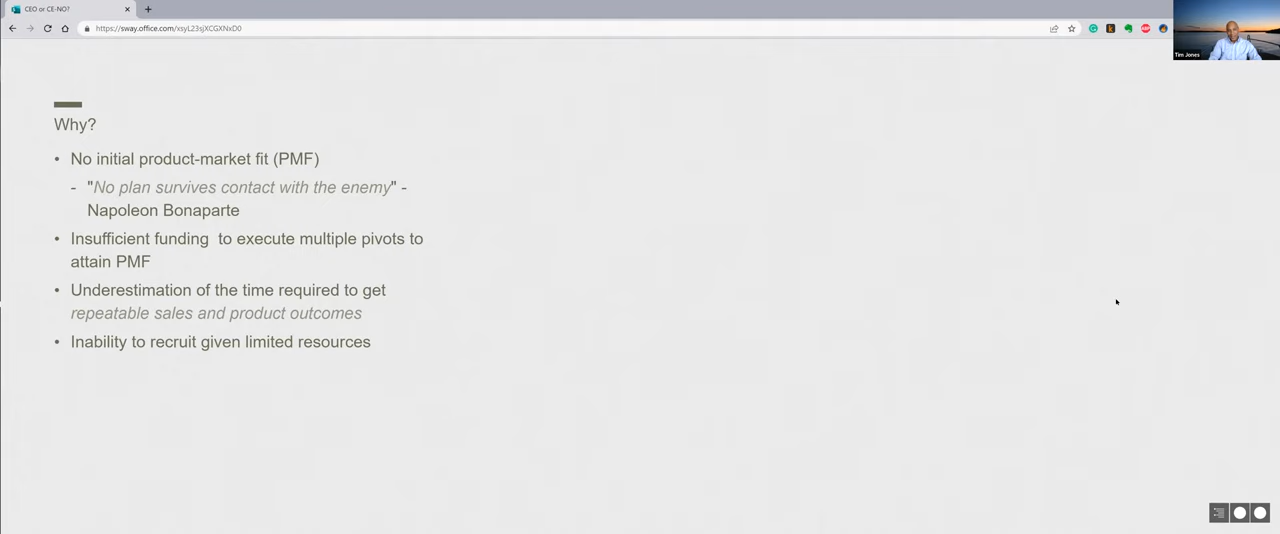 CEO or CE-NO?
https://sway.office.com/xsyL23sjXCGXNxD0
Tim Jones
Why?
• No initial product-market fit (PMF)
- "No plan survives contact with the enemy" -
Napoleon Bonaparte
• Insufficient funding  to execute multiple pivots to
attain PMF
• Underestimation of the time required to get
repeatable sales and product outcomes
• Inability to recruit given limited resources